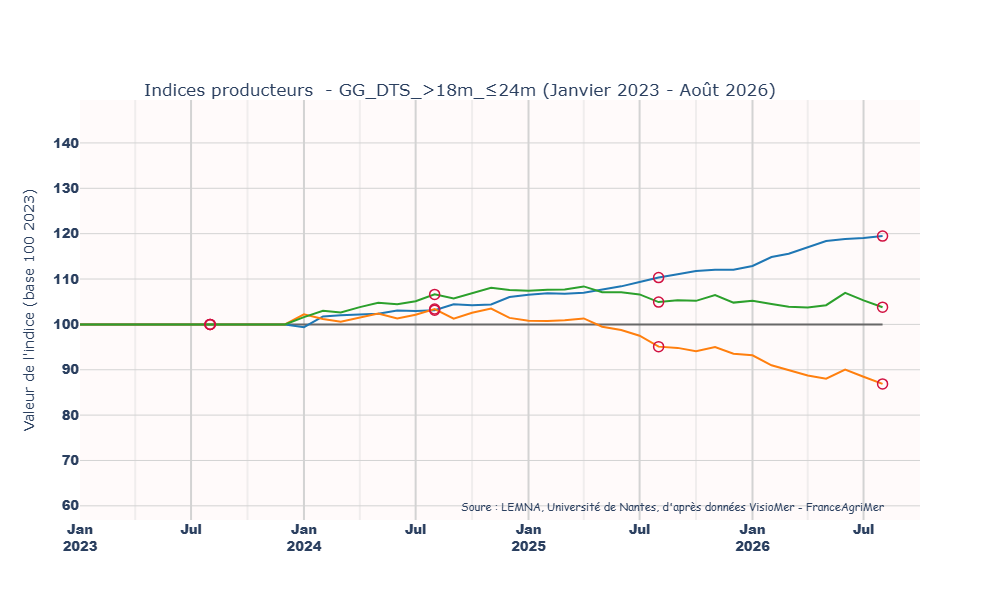 Indices producteurs  - GG_DTS_>18m_≤24m (Janvier 2023 - Août 2026)
Valeur de l'indice (base 100 2023)
140
130
120
110
100
90
80
70
60
Soure : LEMNA, Université de Nantes, d'après données VisioMer - FranceAgriMer
Jan Jul Jan Jul Jan Jul Jan Jul
2023 2024 2025 2026